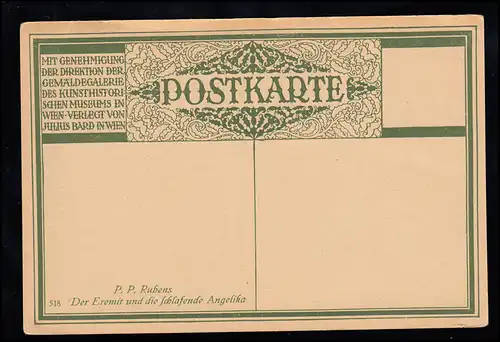 MIT GENEHMIGUNG
DER DIREKTION DER
GEMÄLDEGALERIE
DES KUNSTHISTORI-
SCHEN MUSEUMS IN
WIEN · VERLEGT VON
JULIUS BARD IN WIEN
POSTKARTE
P. P. Rubens
518 Der Eremit und die schlafende Angelika